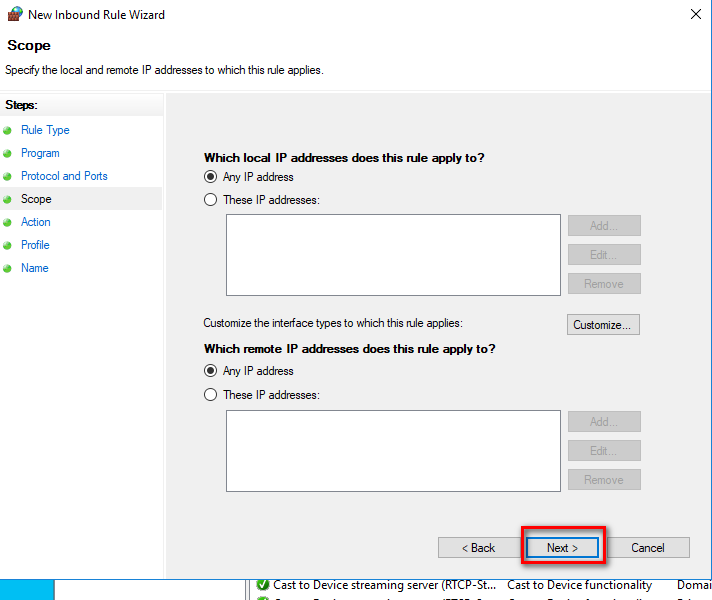 New Inbound Rule Wizard
Scope
Specify the local and remote IP addresses to which this rule applies.
Steps:
Rule Type
Program
Protocol and Ports
Scope
Action
Profile
Name
Which local IP addresses does this rule apply to?
Any IP address
These IP addresses:
Add...
Edit...
Remove
Customize the interface types to which this rule applies:
Customize...
Which remote IP addresses does this rule apply to?
Any IP address
These IP addresses:
Add...
Edit...
Remove
< Back
Next >
Cancel
Cast to Device streaming server (RTCP-St... Cast to Device functionality Domai